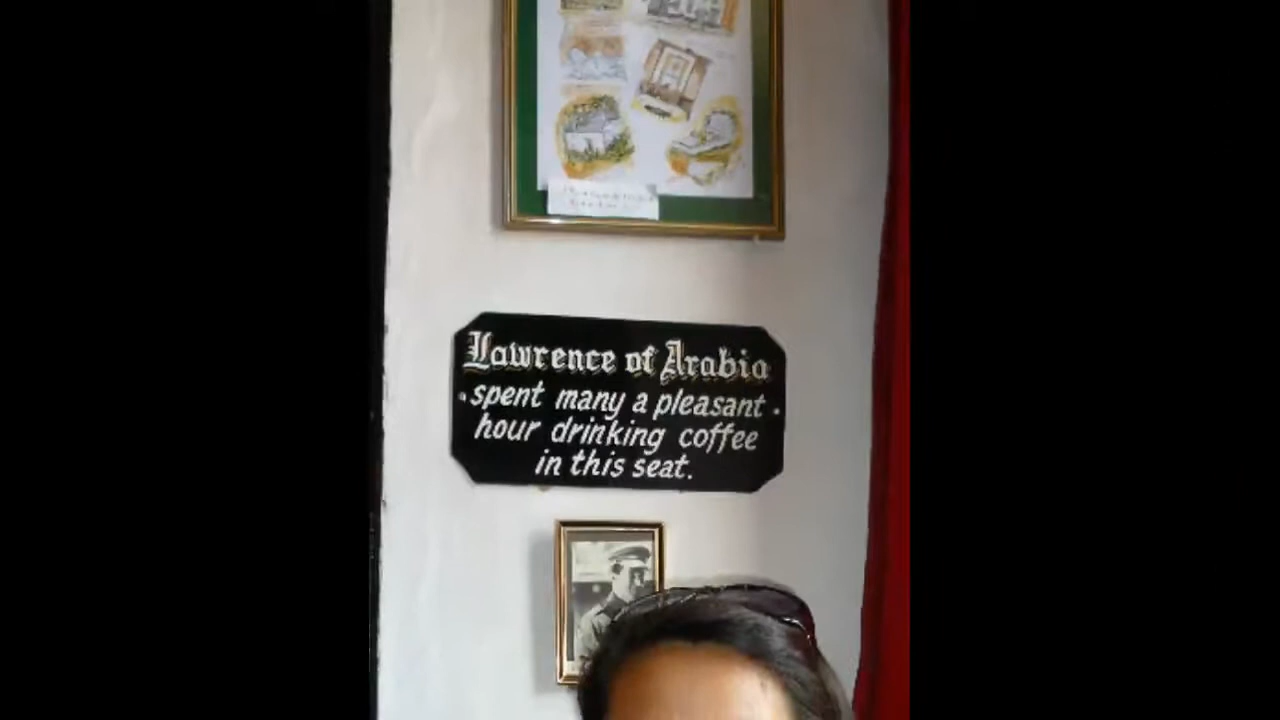 Lawrence of Arabia
· spent many a pleasant ·
hour drinking coffee
in this seat.